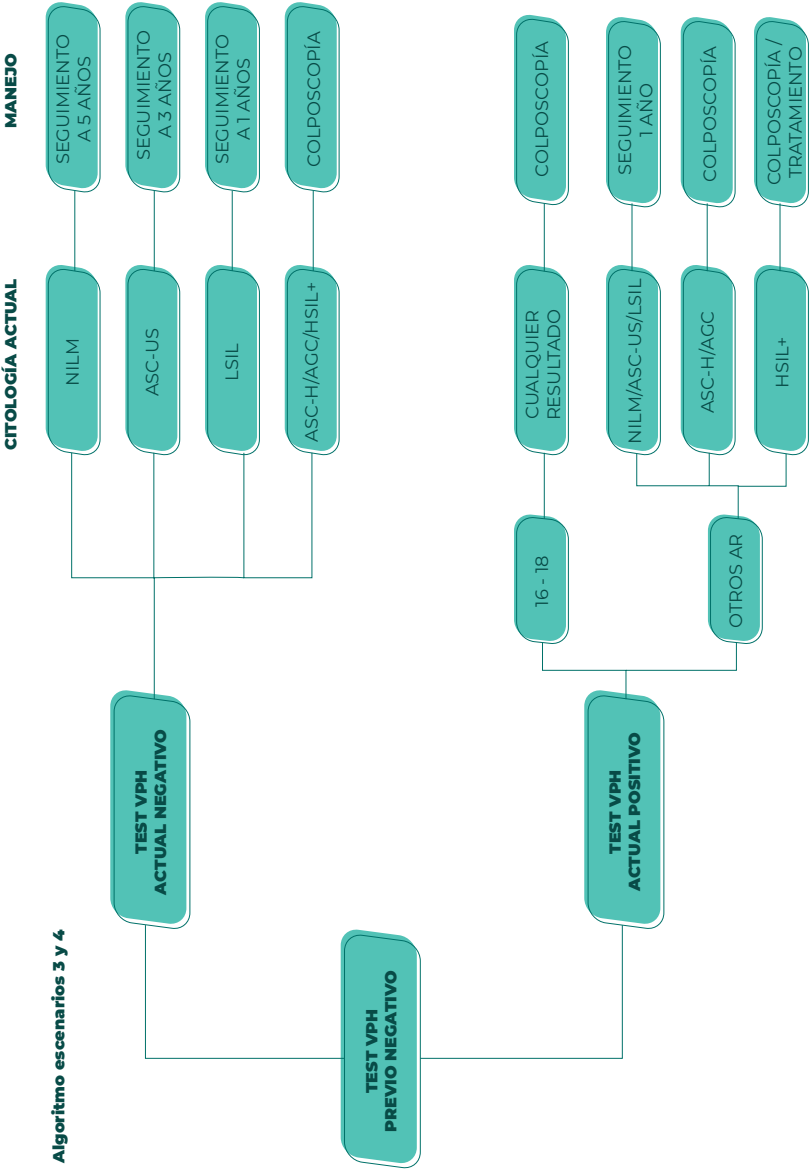 Algoritmo escenarios 3 y 4
CITOLOGÍA ACTUAL
MANEJO
TEST VPH
PREVIO NEGATIVO
TEST VPH
ACTUAL NEGATIVO
NILM
SEGUIMIENTO
A 5 AÑOS
ASC-US
SEGUIMIENTO
A 3 AÑOS
LSIL
SEGUIMIENTO
A 1 AÑOS
ASC-H/AGC/HSIL+
COLPOSCOPÍA
TEST VPH
ACTUAL POSITIVO
16 - 18
CUALQUIER
RESULTADO
COLPOSCOPÍA
OTROS AR
NILM/ASC-US/LSIL
SEGUIMIENTO
1 AÑO
ASC-H/AGC
COLPOSCOPÍA
HSIL+
COLPOSCOPÍA /
TRATAMIENTO